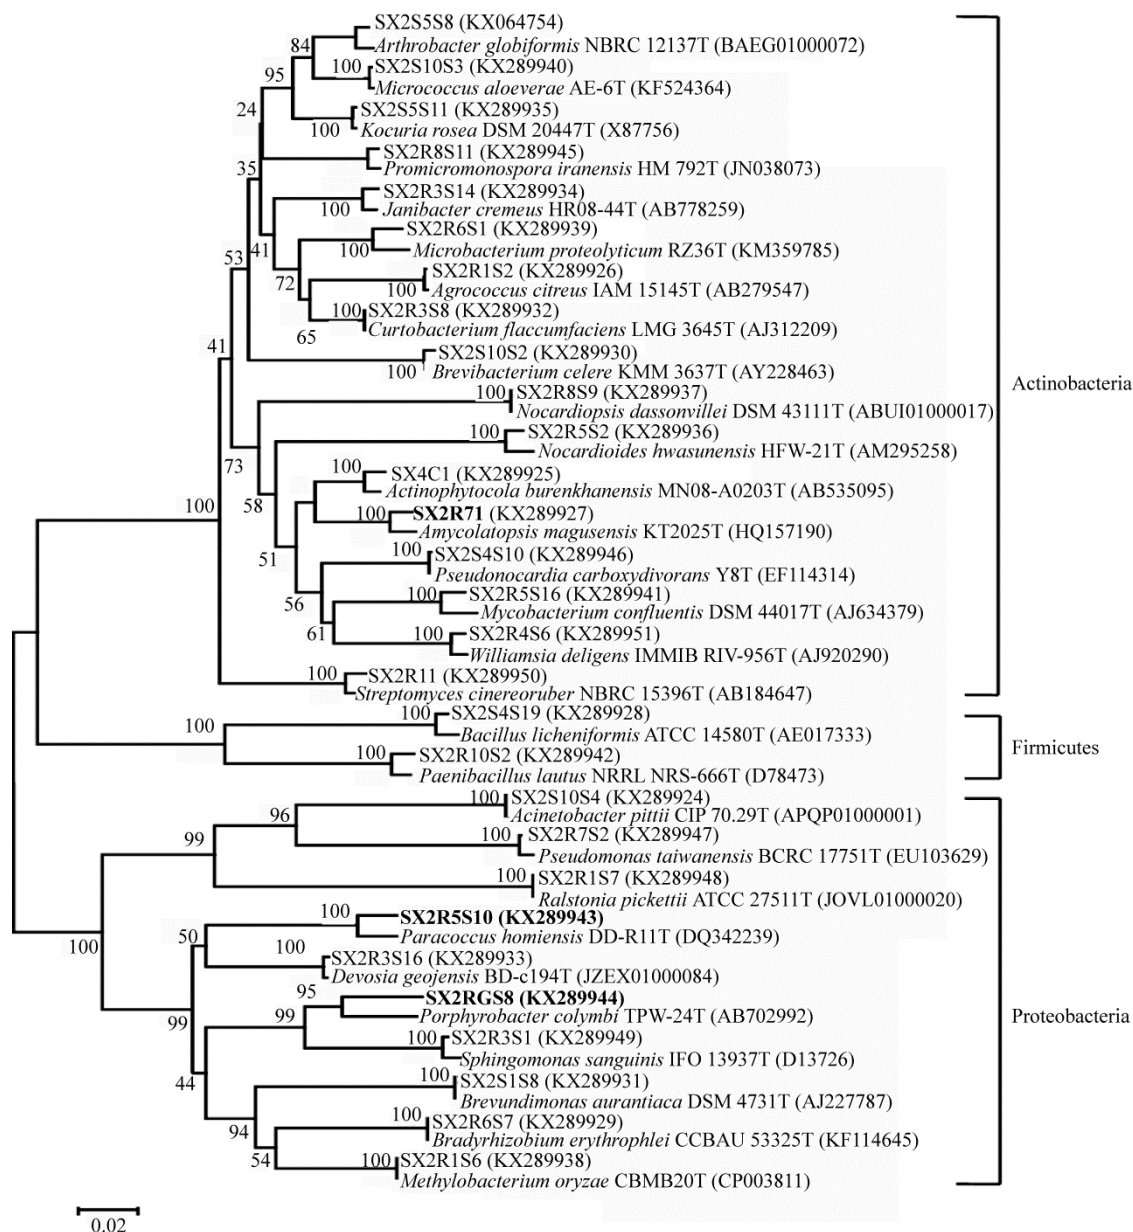 SX2S5S8 (KX064754)
84
Arthrobacter globiformis NBRC 12137T (BAEG01000072)
100 SX2S10S3 (KX289940)
95
Micrococcus aloeverae AE-6T (KF524364)
24
SX2S5S11 (KX289935)
100 Kocuria rosea DSM 20447T (X87756)
SX2R8S11 (KX289945)
35
Promicromonospora iranensis HM 792T (JN038073)
SX2R3S14 (KX289934)
100 Janibacter cremeus HR08-44T (AB778259)
SX2R6S1 (KX289939)
53 41 100 Microbacterium proteolyticum RZ36T (KM359785)
72
SX2R1S2 (KX289926)
100 Agrococcus citreus IAM 15145T (AB279547)
100 SX2R3S8 (KX289932)
65 Curtobacterium flaccumfaciens LMG 3645T (AJ312209)
41
SX2S10S2 (KX289930)
100 Brevibacterium celere KMM 3637T (AY228463)
Actinobacteria
100 SX2R8S9 (KX289937)
Nocardiopsis dassonvillei DSM 43111T (ABUI01000017)
100 SX2R5S2 (KX289936)
73
Nocardioides hwasunensis HFW-21T (AM295258)
100 SX4C1 (KX289925)
Actinophytocola burenkhanensis MN08-A0203T (AB535095)
58
100 100 SX2R71 (KX289927)
Amycolatopsis magusensis KT2025T (HQ157190)
51
100 SX2S4S10 (KX289946)
Pseudonocardia carboxydivorans Y8T (EF114314)
100 SX2R5S16 (KX289941)
56
Mycobacterium confluentis DSM 44017T (AJ634379)
61 100 SX2R4S6 (KX289951)
Williamsia deligens IMMIB RIV-956T (AJ920290)
100 SX2R11 (KX289950)
Streptomyces cinereoruber NBRC 15396T (AB184647)
100 SX2S4S19 (KX289928)
100
Bacillus licheniformis ATCC 14580T (AE017333)
Firmicutes
100 SX2R10S2 (KX289942)
Paenibacillus lautus NRRL NRS-666T (D78473)
100 SX2S10S4 (KX289924)
96 Acinetobacter pittii CIP 70.29T (APQP01000001)
99
100 SX2R7S2 (KX289947)
Pseudomonas taiwanensis BCRC 17751T (EU103629)
100 SX2R1S7 (KX289948)
Ralstonia pickettii ATCC 27511T (JOVL01000020)
100 SX2R5S10 (KX289943)
100 50 Paracoccus homiensis DD-R11T (DQ342239)
100 SX2R3S16 (KX289933)
Devosia geojensis BD-c194T (JZEX01000084)
95 SX2RGS8 (KX289944)
99 99 Porphyrobacter colymbi TPW-24T (AB702992)
Proteobacteria
100 SX2R3S1 (KX289949)
Sphingomonas sanguinis IFO 13937T (D13726)
44 100 SX2S1S8 (KX289931)
Brevundimonas aurantiaca DSM 4731T (AJ227787)
94 100 SX2R6S7 (KX289929)
Bradyrhizobium erythrophlei CCBAU 53325T (KF114645)
54 100 SX2R1S6 (KX289938)
Methylobacterium oryzae CBMB20T (CP003811)
0.02